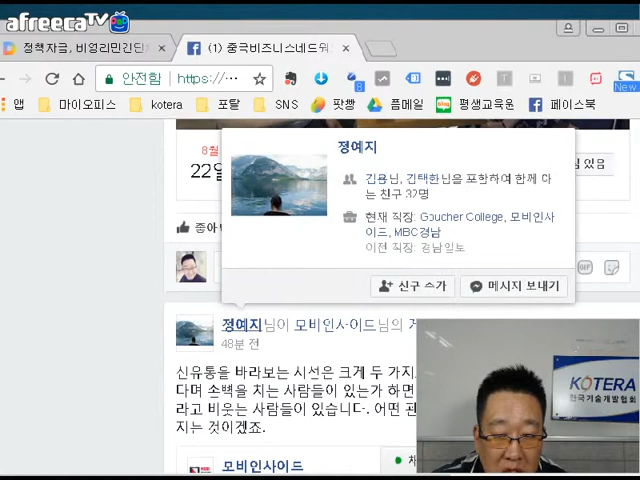 afreecaTV
정책자금, 비영리민간단
(1) 중국비즈니스네트워
안전함
https://...
New
8
앱
마이오피스
kotera
포탈
SNS
팟빵
플메일
평생교육원
페이스북
8월
22일
정예지
김용님, 김택환님을 포함하여 함께 아
는 친구 32명
현재 직장: Goucher College, 모비인사
이드, MBC경남
이전 직장: 경남일보
있음
좋아
GIF
친구 추가
메시지 보내기
정예지님이 모비인사이드님의 게
48분 전
신유통을 바라보는 시선은 크게 두 가지
다며 손뼉을 치는 사람들이 있는가 하면
라고 비웃는 사람들이 있습니다. 어떤 관
지는 것이겠죠.
모비인사이드
KOTERA
한국기술개발협회